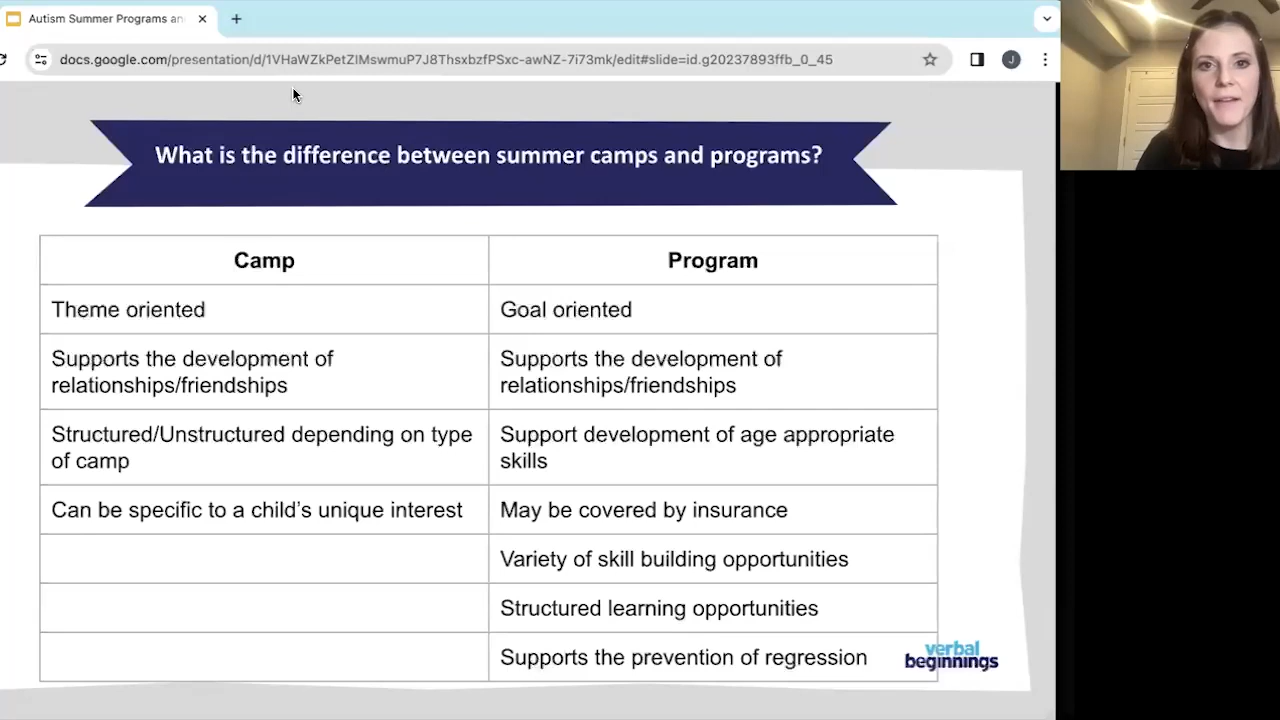 Autism Summer Programs an
docs.google.com/presentation/d/1VHaWZkPetZIMswmuP7J8ThsxbzfPSxc-awNZ-7i73mk/edit#slide=id.g20237893ffb_0_45
J
What is the difference between summer camps and programs?
Camp
Program
Theme oriented
Goal oriented
Supports the development of
relationships/friendships
Supports the development of
relationships/friendships
Structured/Unstructured depending on type
of camp
Support development of age appropriate
skills
Can be specific to a child's unique interest
May be covered by insurance
Variety of skill building opportunities
Structured learning opportunities
Supports the prevention of regression
verbal
beginnings